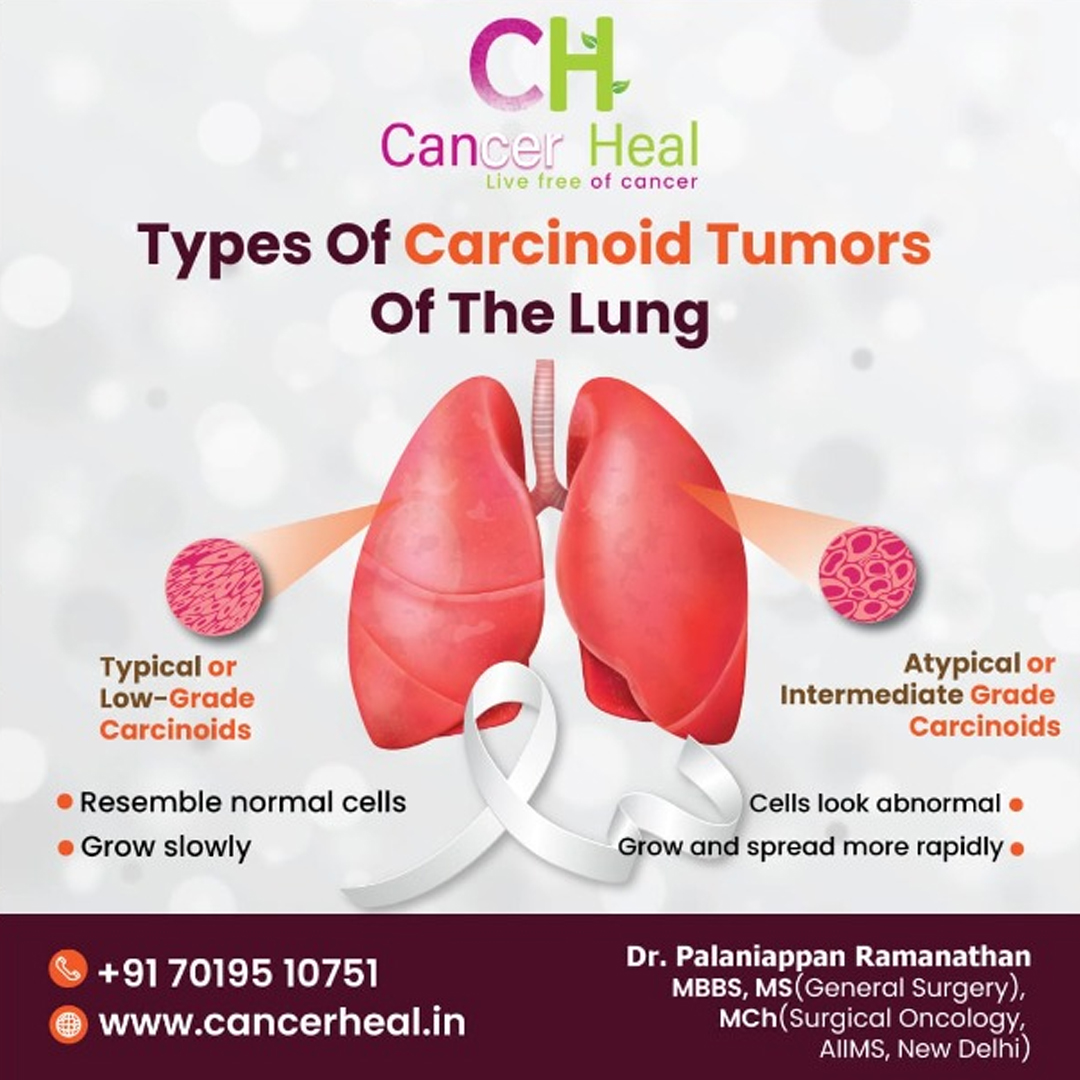 CH
Cancer Heal
Live free of cancer
Types Of Carcinoid Tumors
Of The Lung
Typical or
Low-Grade
Carcinoids
Resemble normal cells
Grow slowly
Atypical or
Intermediate Grade
Carcinoids
Cells look abnormal
Grow and spread more rapidly
+91 70195 10751
www.cancerheal.in
Dr. Palaniappan Ramanathan
MBBS, MS(General Surgery),
MCh(Surgical Oncology,
AIIMS, New Delhi)